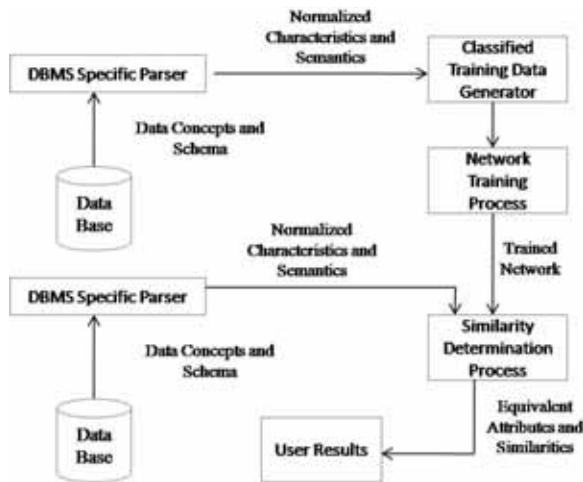 Normalized
Characteristics and
Semantics
Classified
Training Data
Generator
DBMS Specific Parser
Data Concepts and
Schema
Network
Training
Process
Data
Base
Normalized
Characteristics and
Semantics
Trained
Network
DBMS Specific Parser
Similarity
Determination
Process
Data Concepts and
Schema
Equivalent
Attributes and
Similarities
Data
Base
User Results